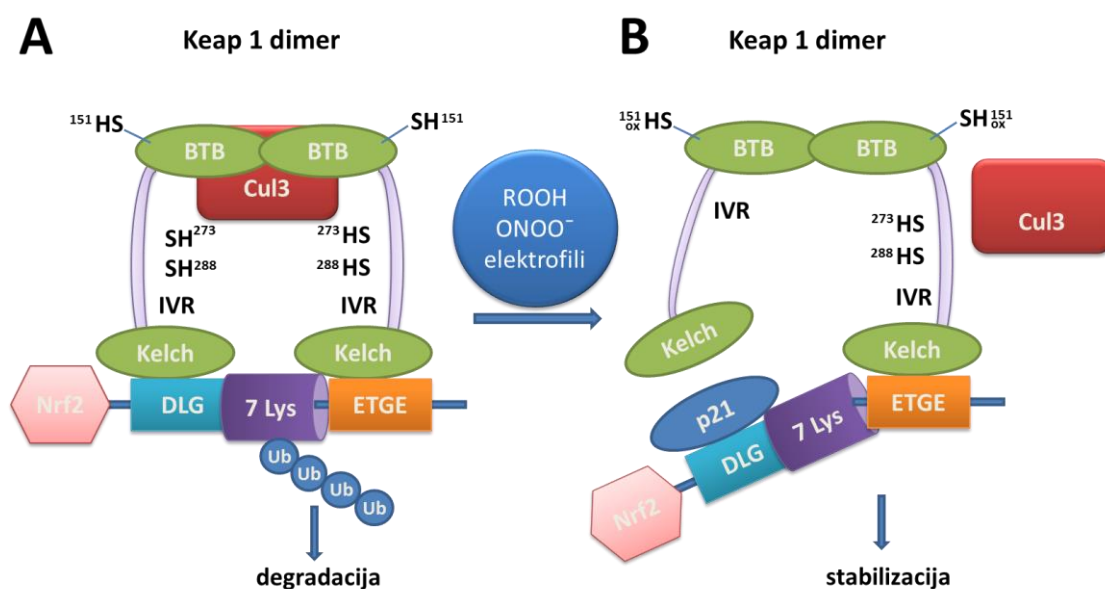 A
Keap 1 dimer
¹⁵¹HS
SH¹⁵¹
BTB
BTB
Cul3
SH²⁷³
²⁷³HS
SH²⁸⁸
²⁸⁸HS
IVR
IVR
Kelch
Kelch
Nrf2
DLG
7 Lys
ETGE
Ub
Ub
Ub
Ub
degradacija
ROOH
ONOO⁻
elektrofili
B
Keap 1 dimer
¹⁵¹oxHS
SH¹⁵¹ox
BTB
BTB
IVR
²⁷³HS
Cul3
²⁸⁸HS
IVR
Kelch
Kelch
p21
7 Lys
ETGE
DLG
Nrf2
stabilizacija